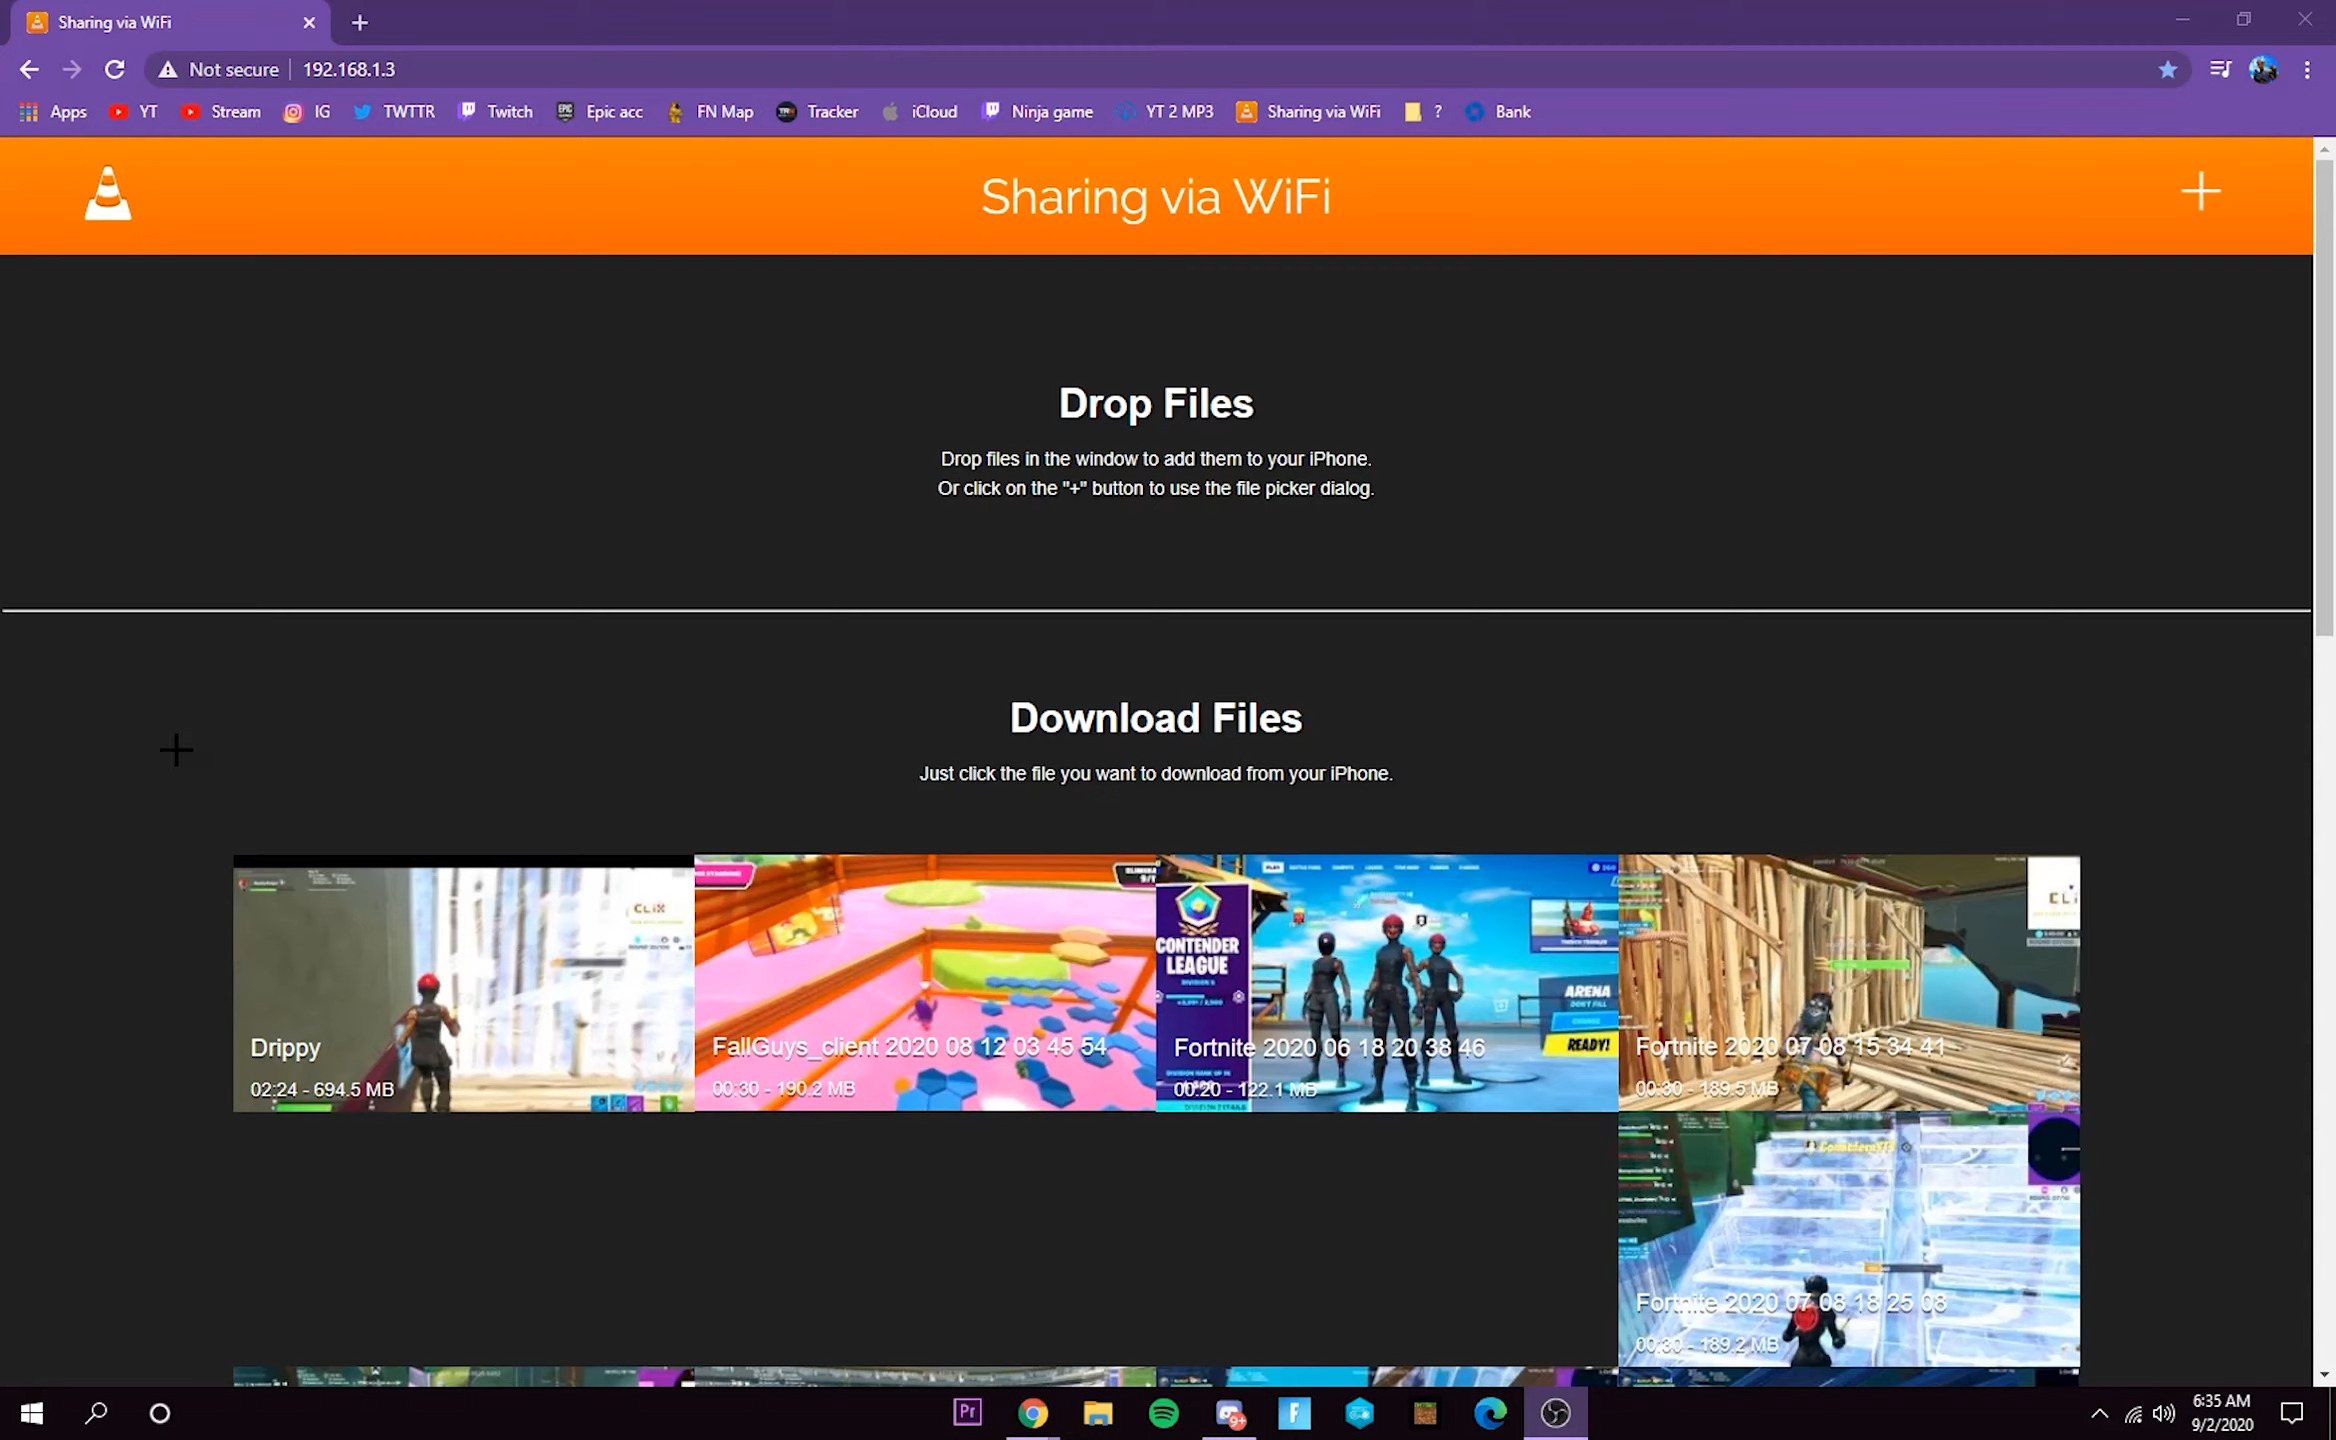 Sharing via WiFi
Not secure
192.168.1.3
Apps
YT
Stream
IG
TWTTR
Twitch
Epic acc
FN Map
Tracker
iCloud
Ninja game
YT 2 MP3
Sharing via WiFi
?
Bank
Sharing via WiFi
Drop Files
Drop files in the window to add them to your iPhone.
Or click on the "+" button to use the file picker dialog.
Download Files
Just click the file you want to download from your iPhone.
CLIX
Drippy
02:24 - 694.5 MB
FallGuys_client 2020 08 12 03 45 54
00:30 - 190.2 MB
CONTENDER
LEAGUE
ARENA
READY!
Fortnite 2020 06 18 20 38 46
00:20 - 122.1 MB
Fortnite 2020 07 08 15 34 41
00:30 - 189.5 MB
Fortnite 2020 07 08 18 25 08
00:30 - 189.2 MB
Pr
9+
6:35 AM
9/2/2020